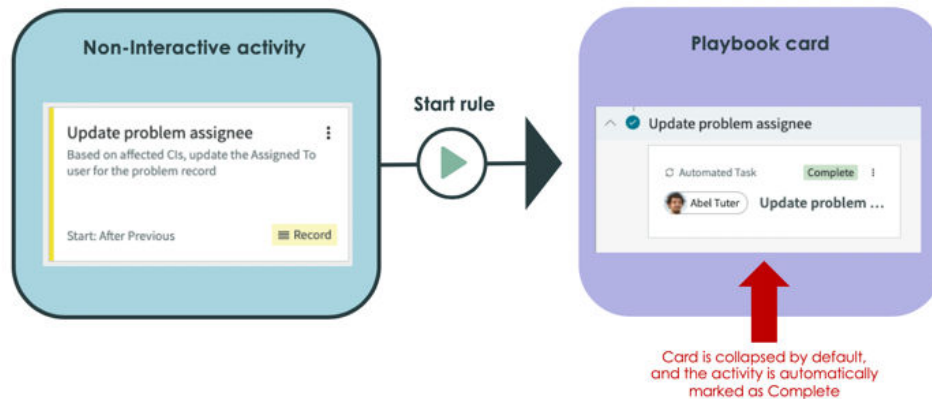 Non-Interactive activity
Update problem assignee
Based on affected CIs, update the Assigned To
user for the problem record
Start: After Previous
Record
Start rule
Playbook card
Update problem assignee
Automated Task
Complete
Abel Tuter
Update problem ...
Card is collapsed by default,
and the activity is automatically
marked as Complete